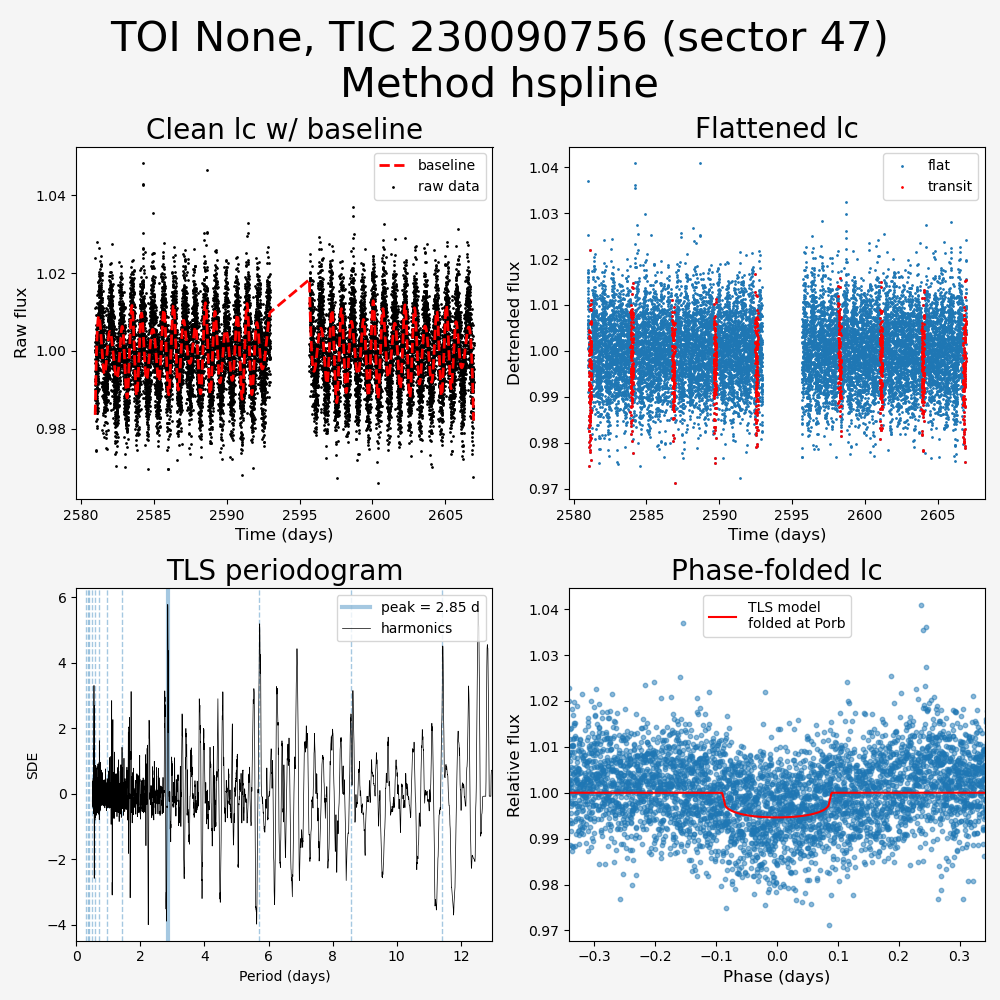 TOI None, TIC 230090756 (sector 47)
Method hspline
Clean lc w/ baseline
Flattened lc
baseline
raw data
flat
transit
Raw flux
1.04
1.02
1.00
0.98
2580
2585
2590
2595
2600
2605
Time (days)
Detrended flux
1.04
1.03
1.02
1.01
1.00
0.99
0.98
0.97
2580
2585
2590
2595
2600
2605
Time (days)
TLS periodogram
Phase-folded lc
peak = 2.85 d
harmonics
SDE
6
4
2
0
−2
−4
0
2
4
6
8
10
12
Period (days)
TLS model
folded at Porb
Relative flux
1.04
1.03
1.02
1.01
1.00
0.99
0.98
0.97
−0.3
−0.2
−0.1
0.0
0.1
0.2
0.3
Phase (days)